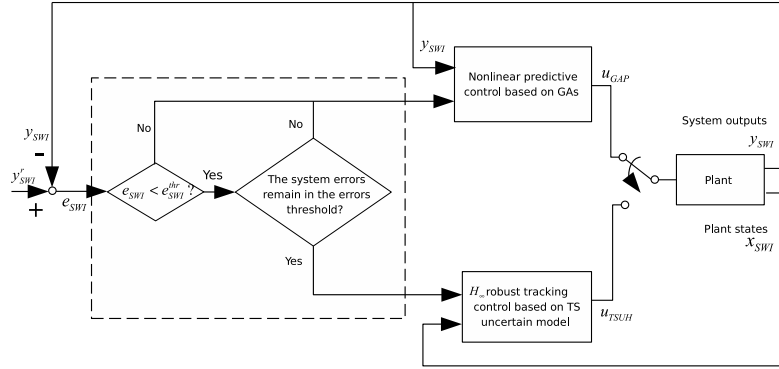 y_SWI
Nonlinear predictive
control based on GAs
u_GAP
No
No
System outputs
y_SWI
y_SWI
-
y^r_SWI
+
e_SWI
e_SWI < e^thr_SWI ?
Yes
The system errors
remain in the errors
threshold?
Plant
Plant states
x_SWI
Yes
H_∞ robust tracking
control based on TS
uncertain model
u_TSUH